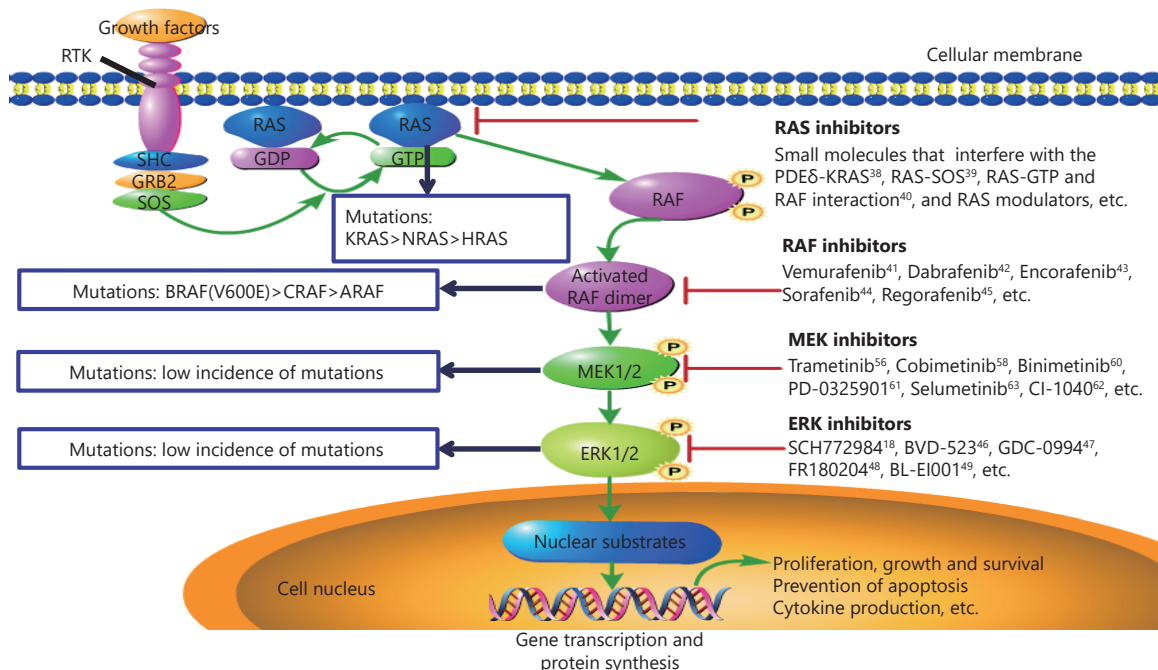 Growth factors
RTK
Cellular membrane
RAS
RAS
GDP
GTP
SHC
GRB2
SOS
RAF
P
P
RAS inhibitors
Small molecules that interfere with the
PDEδ-KRAS³⁸, RAS-SOS³⁹, RAS-GTP and
RAF interaction⁴⁰, and RAS modulators, etc.
Mutations:
KRAS>NRAS>HRAS
RAF inhibitors
Vemurafenib⁴¹, Dabrafenib⁴², Encorafenib⁴³,
Sorafenib⁴⁴, Regorafenib⁴⁵, etc.
Activated
RAF dimer
Mutations: BRAF(V600E)>CRAF>ARAF
MEK inhibitors
Trametinib⁵⁶, Cobimetinib⁵⁸, Binimetinib⁶⁰,
PD-0325901⁶¹, Selumetinib⁶³, CI-1040⁶², etc.
P
MEK1/2
P
Mutations: low incidence of mutations
ERK inhibitors
SCH772984¹⁸, BVD-523⁴⁶, GDC-0994⁴⁷,
FR180204⁴⁸, BL-EI001⁴⁹, etc.
P
ERK1/2
P
Mutations: low incidence of mutations
Nuclear substrates
Cell nucleus
Proliferation, growth and survival
Prevention of apoptosis
Cytokine production, etc.
Gene transcription and
protein synthesis